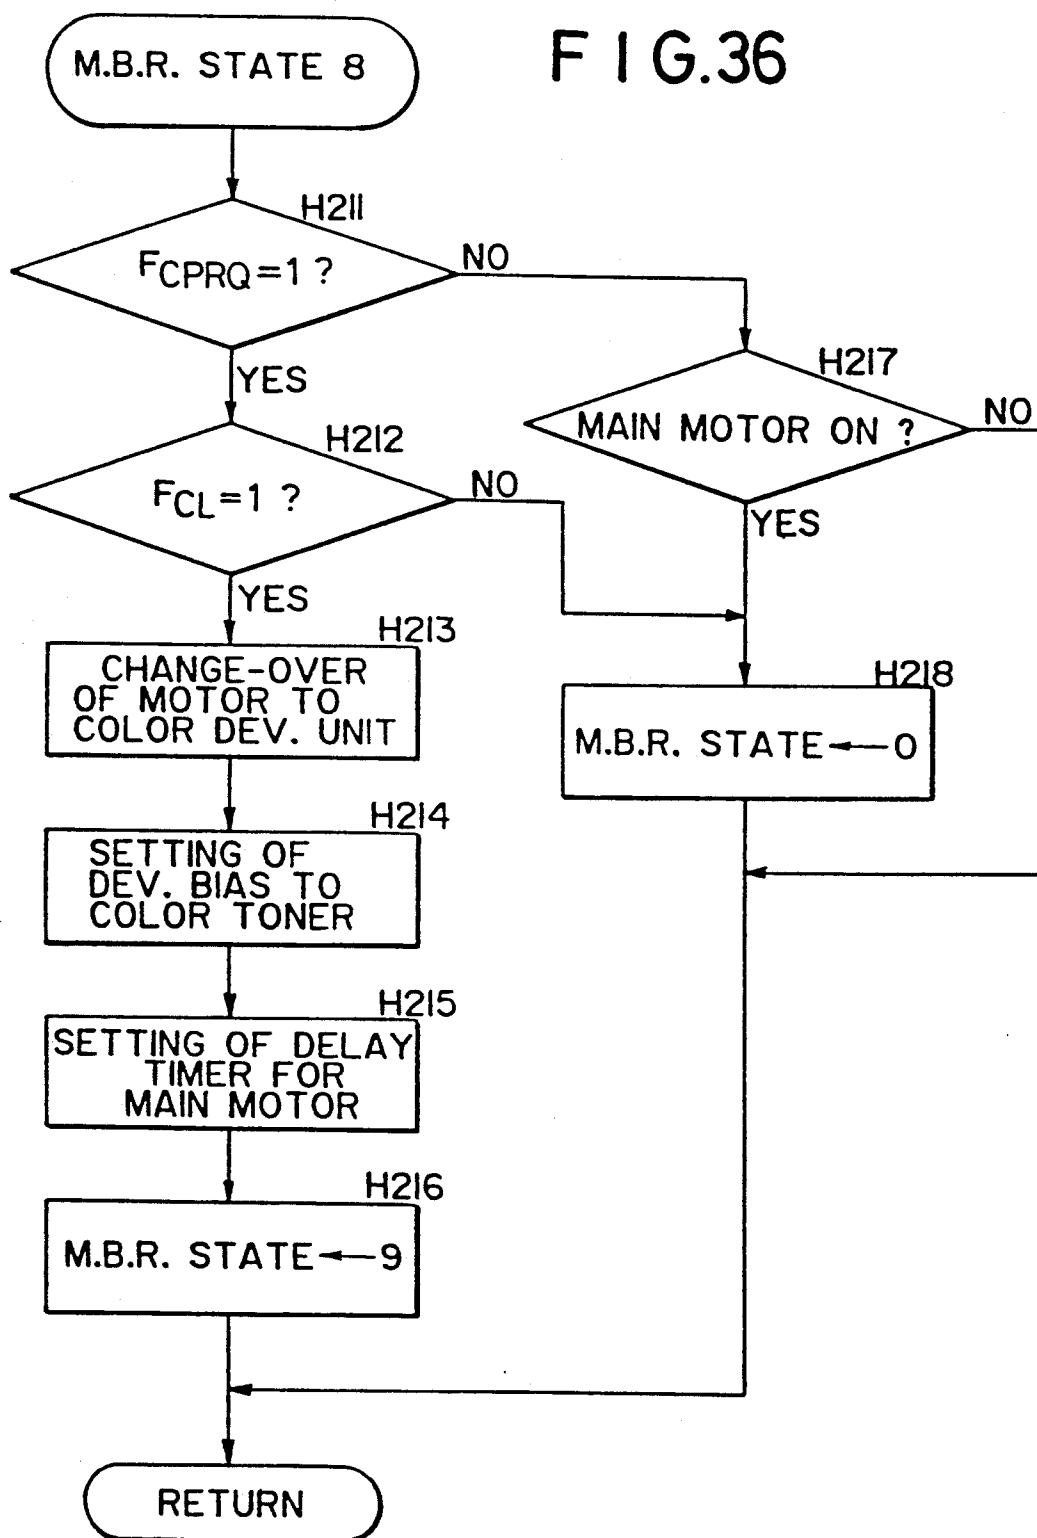 FIG.36
M.B.R. STATE 8
H211
FCPRQ=1 ?
NO
YES
H217
MAIN MOTOR ON ?
NO
YES
H212
FCL=1 ?
NO
YES
H213
CHANGE-OVER
OF MOTOR TO
COLOR DEV. UNIT
H218
M.B.R. STATE←0
H214
SETTING OF
DEV. BIAS TO
COLOR TONER
H215
SETTING OF DELAY
TIMER FOR
MAIN MOTOR
H216
M.B.R. STATE←9
RETURN